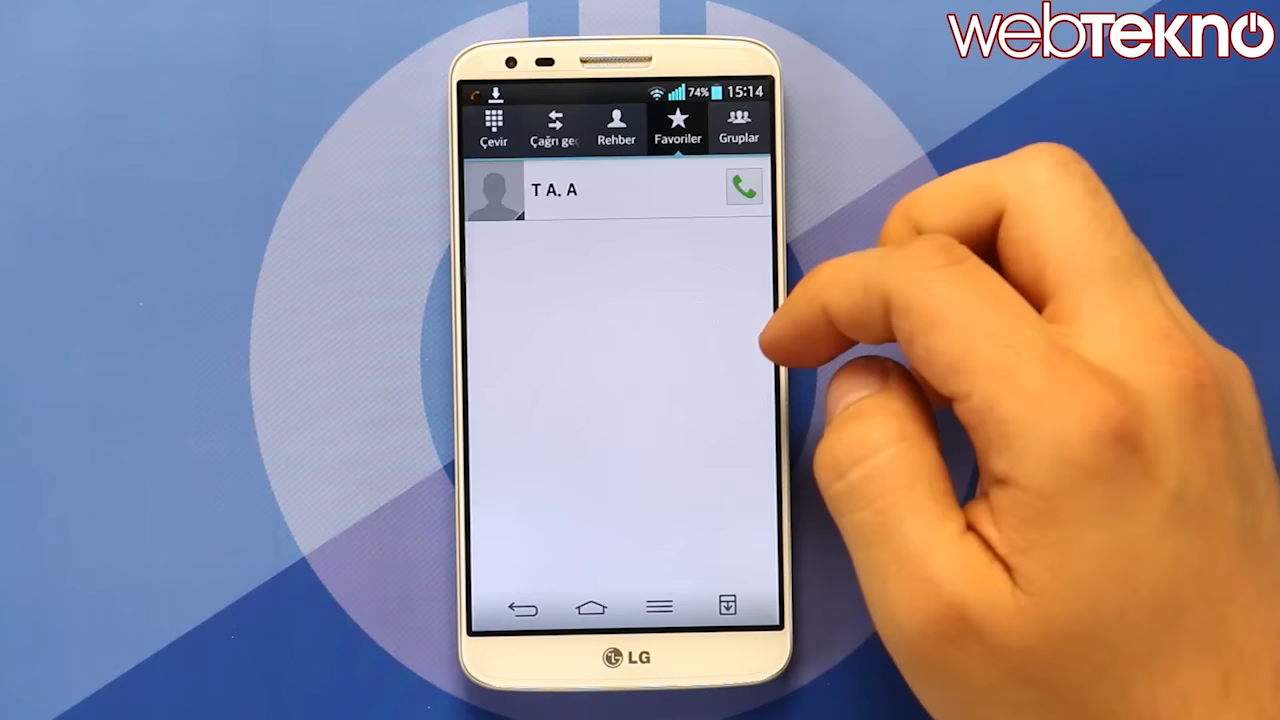 webTEKNO
74% 15:14
Çevir Çağrı geç Rehber Favoriler Gruplar
T A. A
LG